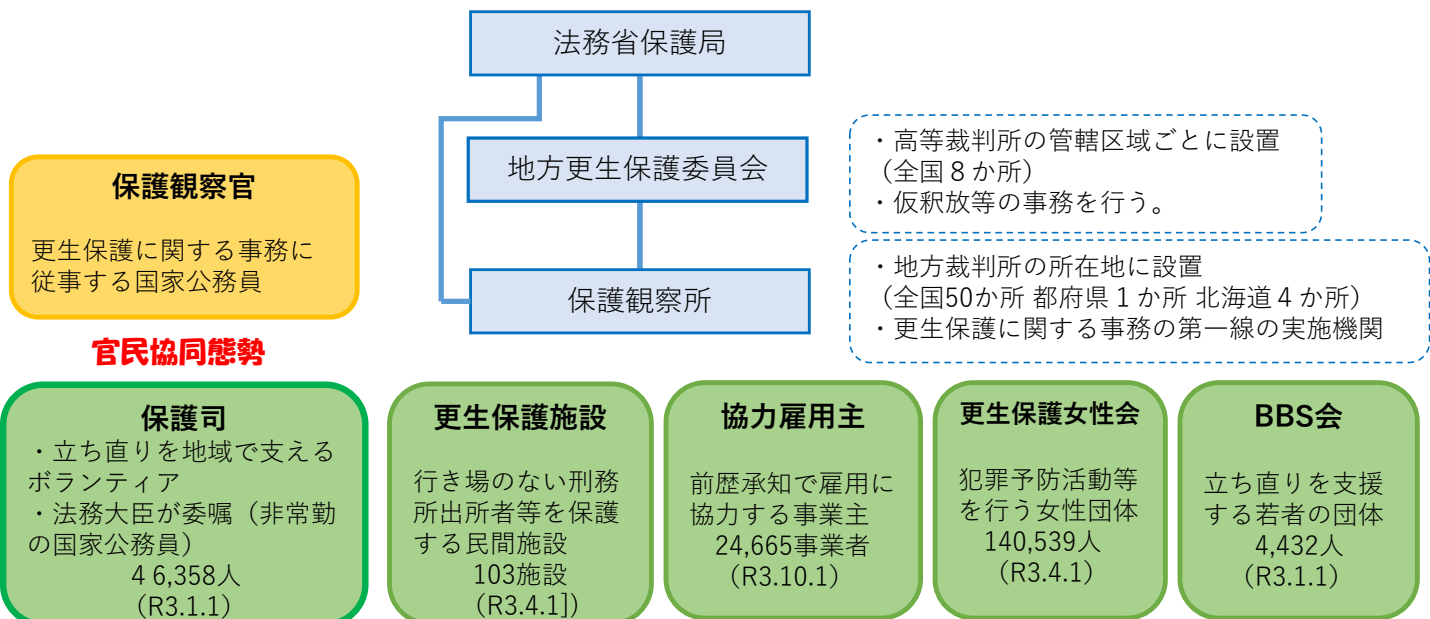 法務省保護局
地方更生保護委員会
保護観察所
・高等裁判所の管轄区域ごとに設置
(全国８か所)
・仮釈放等の事務を行う。
・地方裁判所の所在地に設置
(全国50か所 都府県１か所 北海道４か所)
・更生保護に関する事務の第一線の実施機関
保護観察官
更生保護に関する事務に
従事する国家公務員
官民協同態勢
保護司
・立ち直りを地域で支える
ボランティア
・法務大臣が委嘱（非常勤
の国家公務員）
４6,358人
(R3.1.1)
更生保護施設
行き場のない刑務
所出所者等を保護
する民間施設
103施設
(R3.4.1])
協力雇用主
前歴承知で雇用に
協力する事業主
24,665事業者
(R3.10.1)
更生保護女性会
犯罪予防活動等
を行う女性団体
140,539人
(R3.4.1)
BBS会
立ち直りを支援
する若者の団体
4,432人
(R3.1.1)